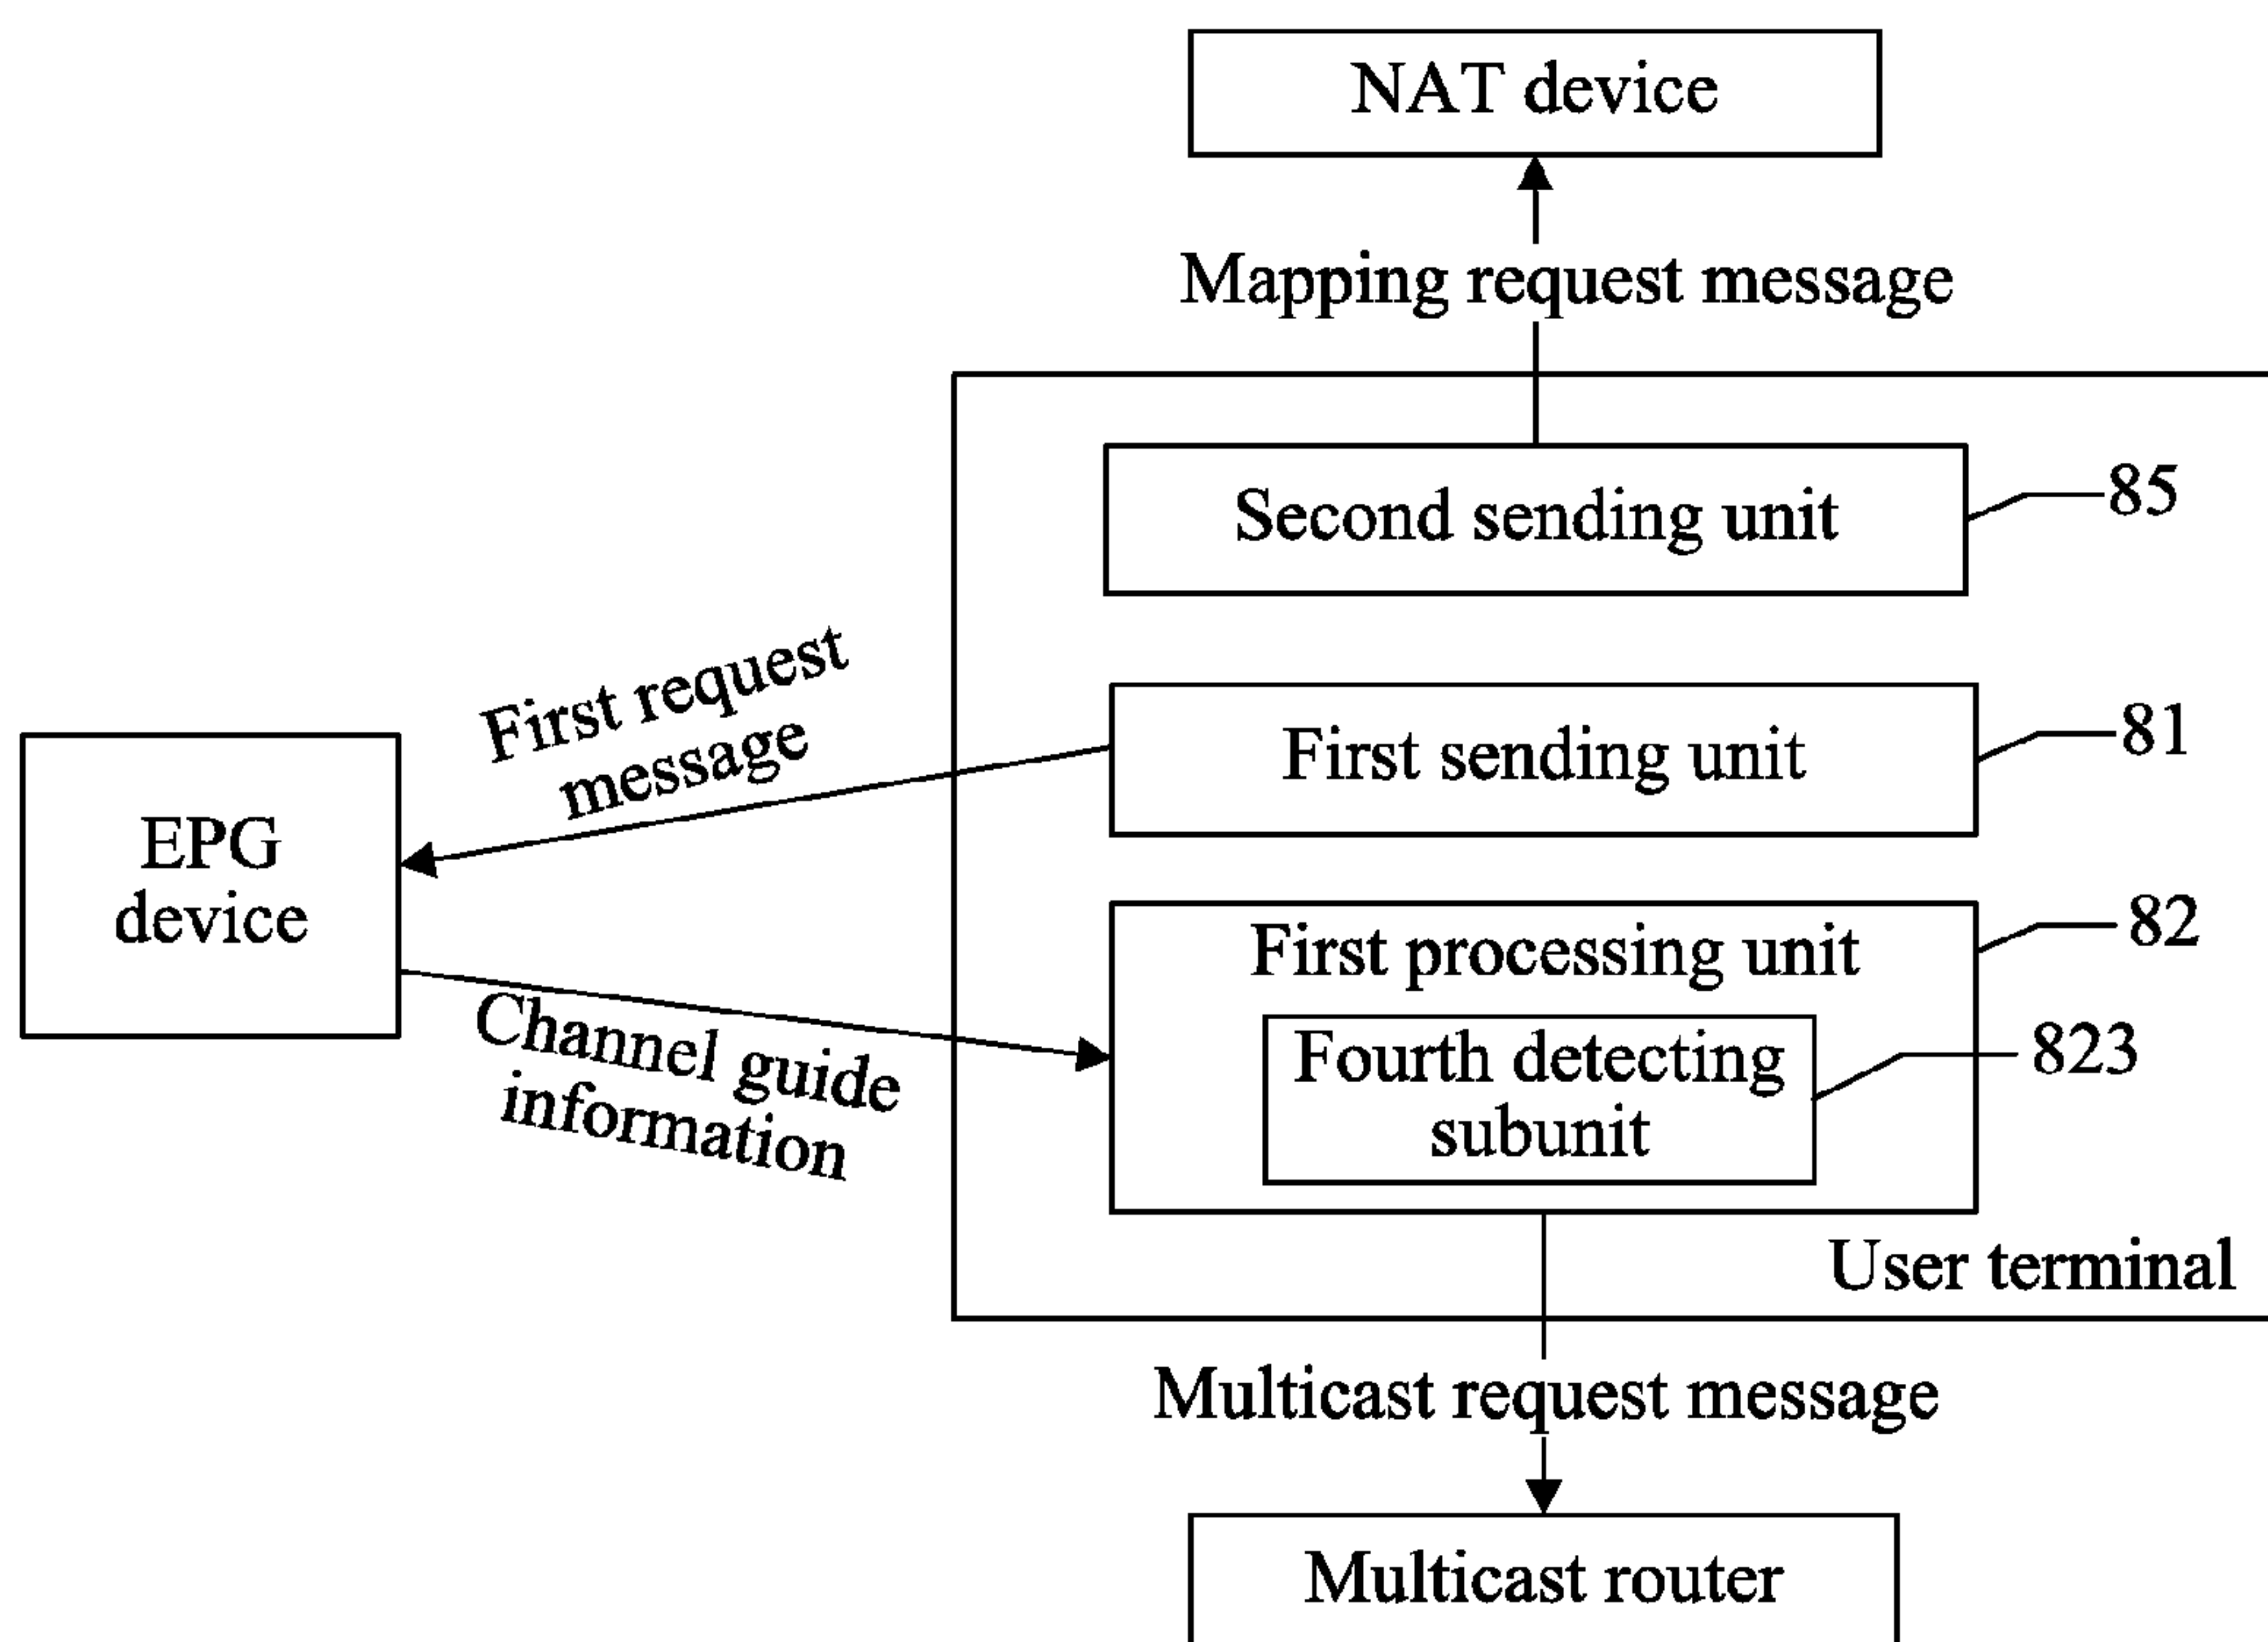 NAT device
Mapping request message
Second sending unit
85
First request
message
First sending unit
81
EPG
device
First processing unit
82
Channel guide
information
Fourth detecting
subunit
823
User terminal
Multicast request message
Multicast router